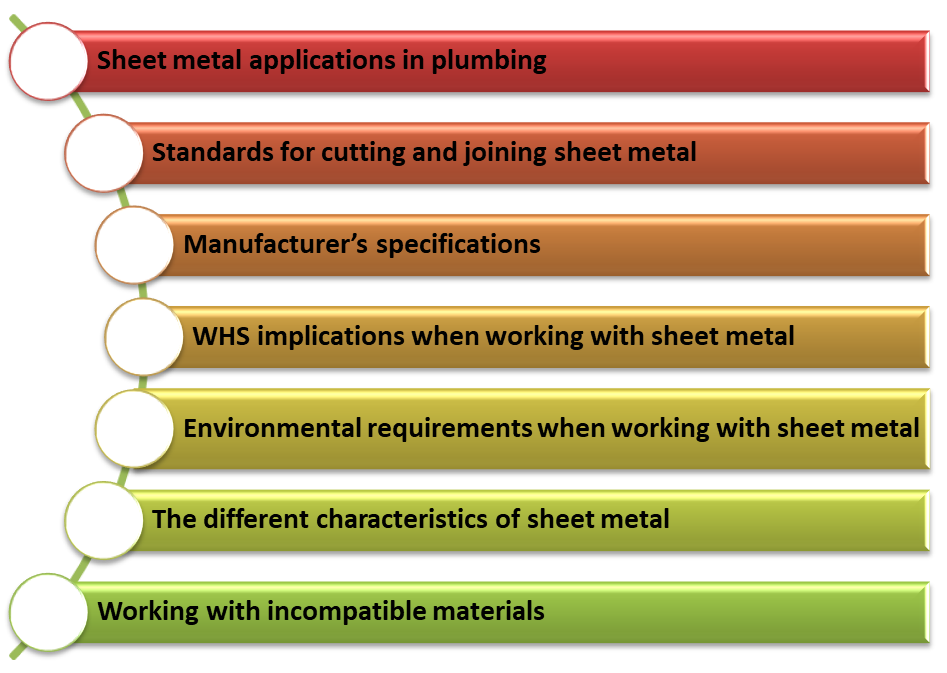 Sheet metal applications in plumbing
Standards for cutting and joining sheet metal
Manufacturer’s specifications
WHS implications when working with sheet metal
Environmental requirements when working with sheet metal
The different characteristics of sheet metal
Working with incompatible materials